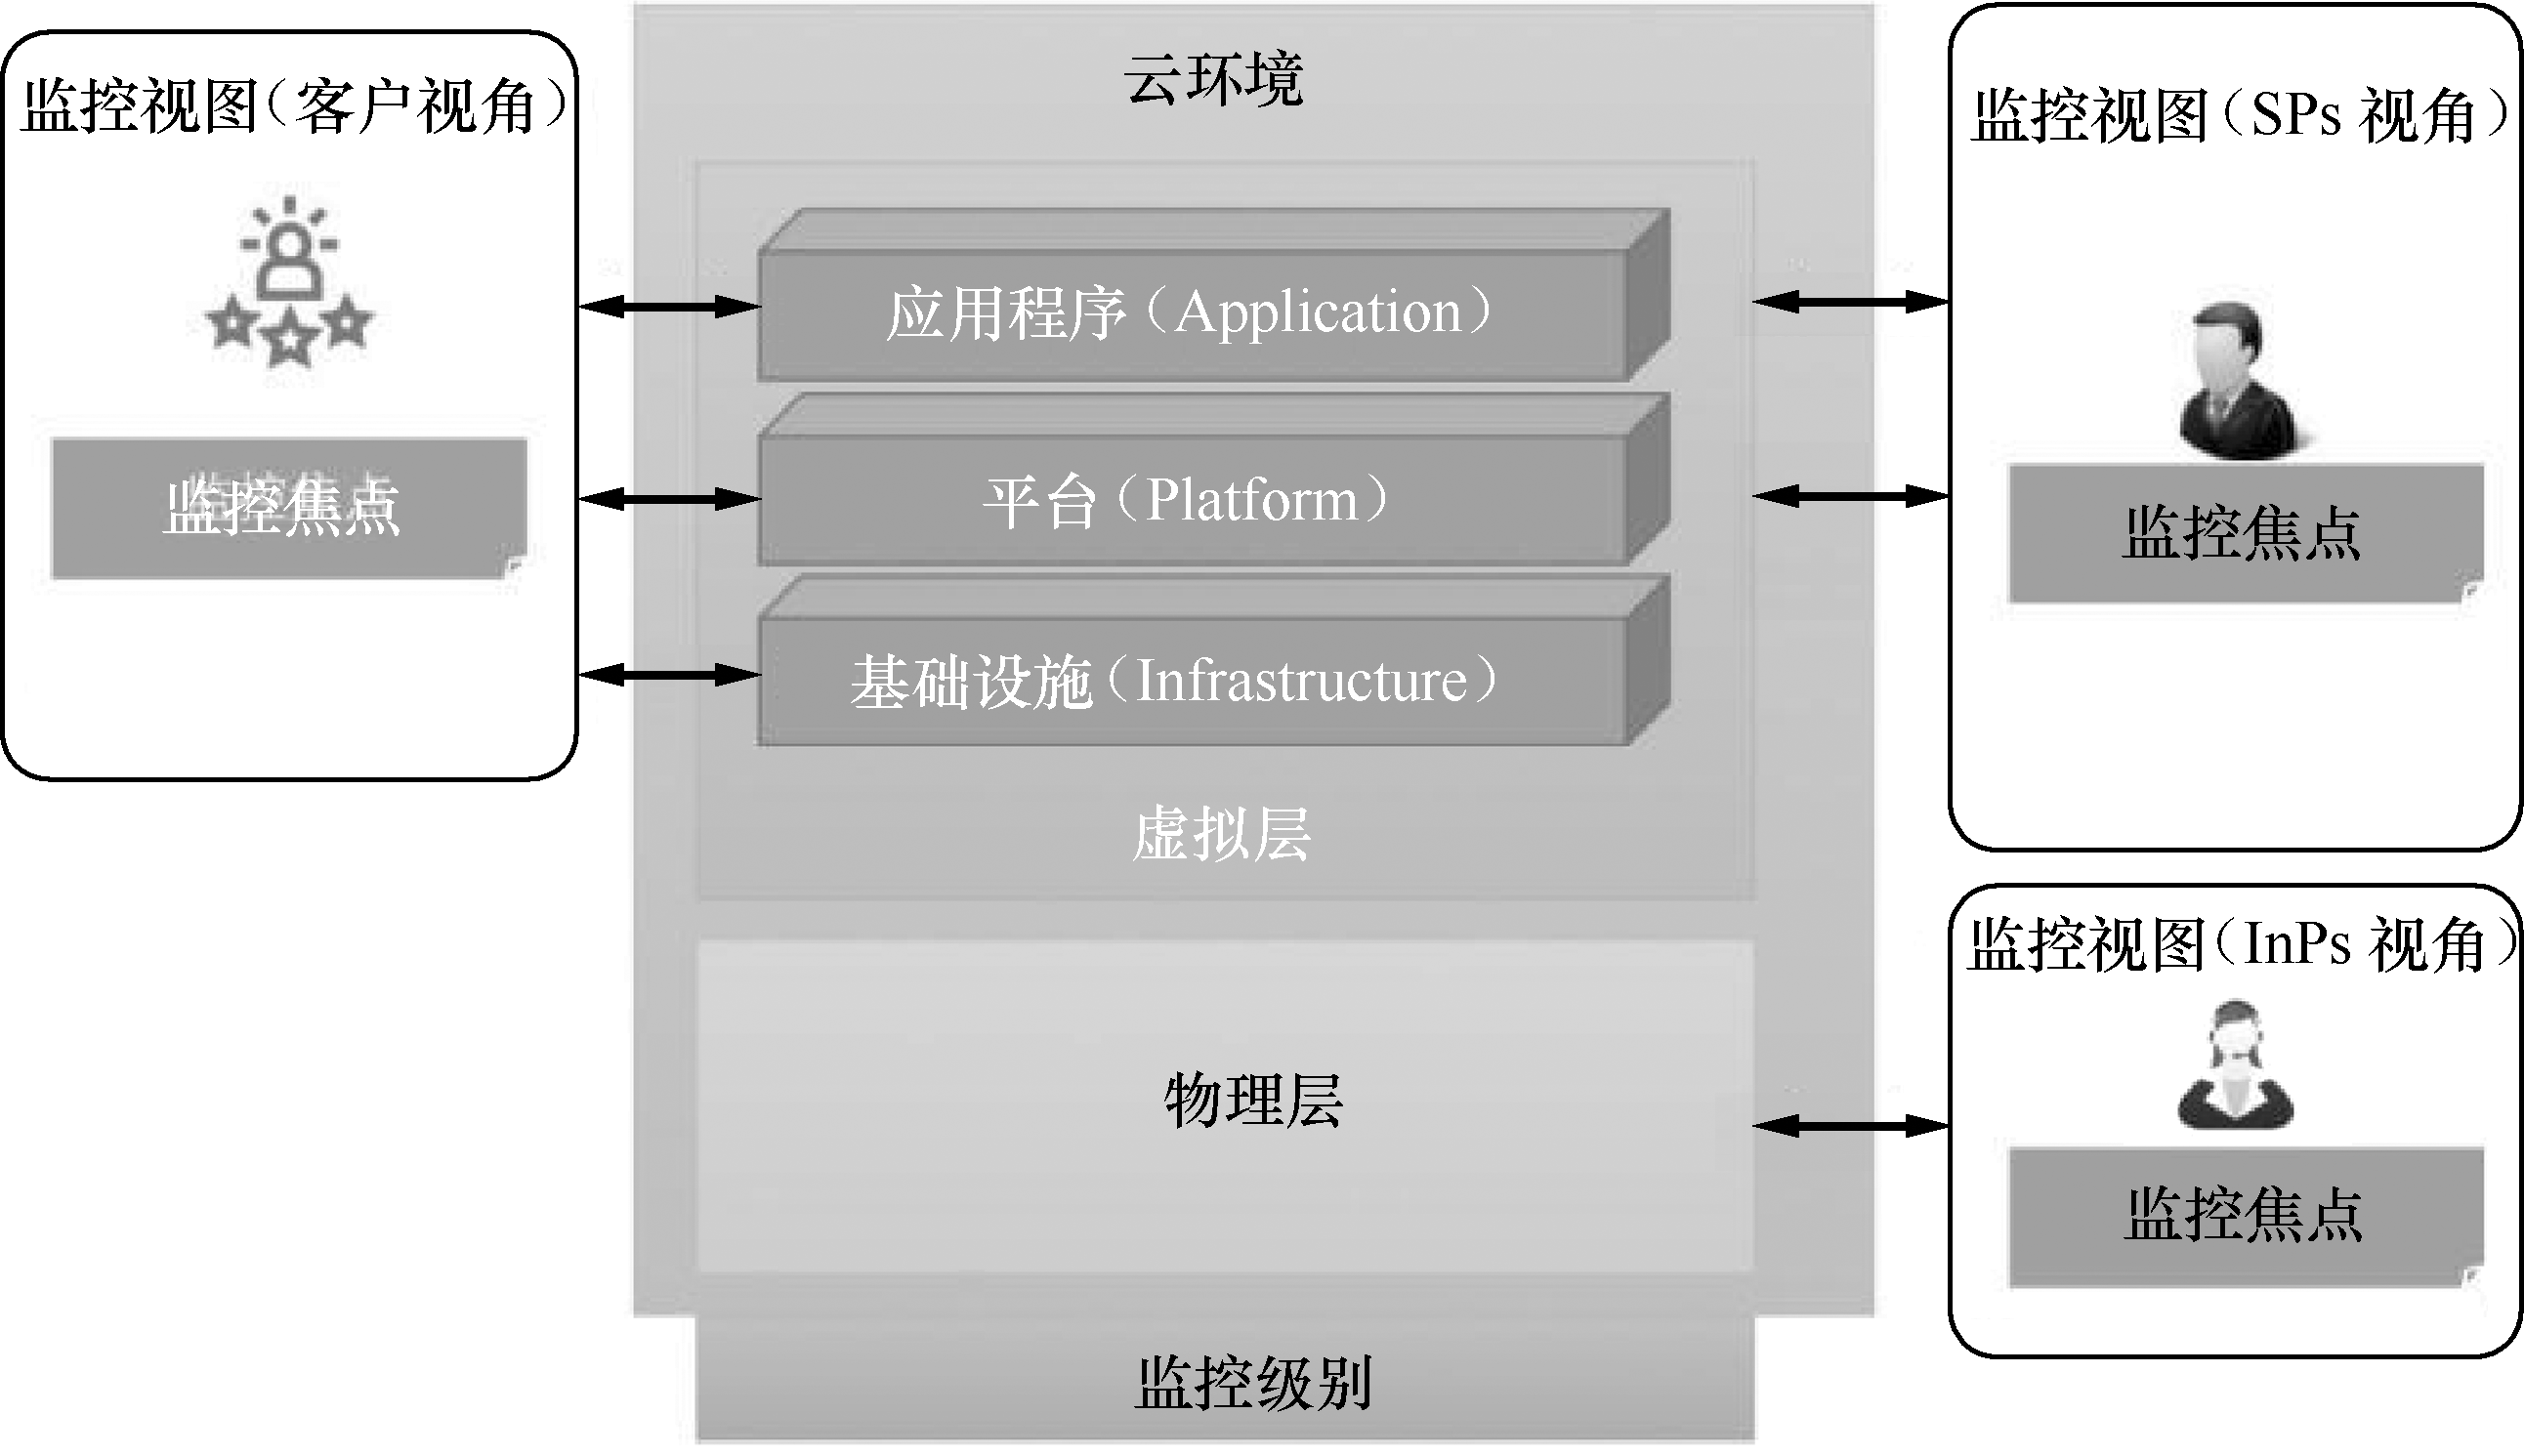 监控视图（客户视角）
监控焦点
云环境
应用程序（Application）
平台（Platform）
基础设施（Infrastructure）
虚拟层
物理层
监控级别
监控视图（SPs 视角）
监控焦点
监控视图（InPs 视角）
监控焦点